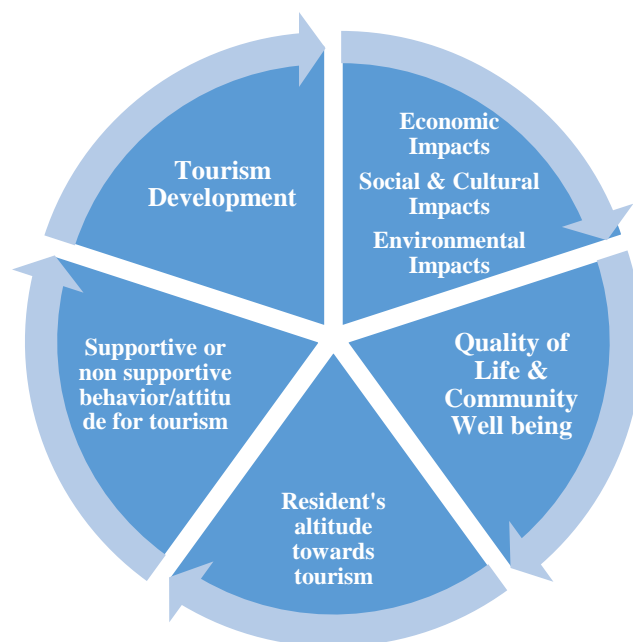 Tourism
Development
Economic
Impacts
Social & Cultural
Impacts
Environmental
Impacts
Quality of
Life &
Community
Well being
Resident's
altitude
towards
tourism
Supportive or
non supportive
behavior/attitu
de for tourism